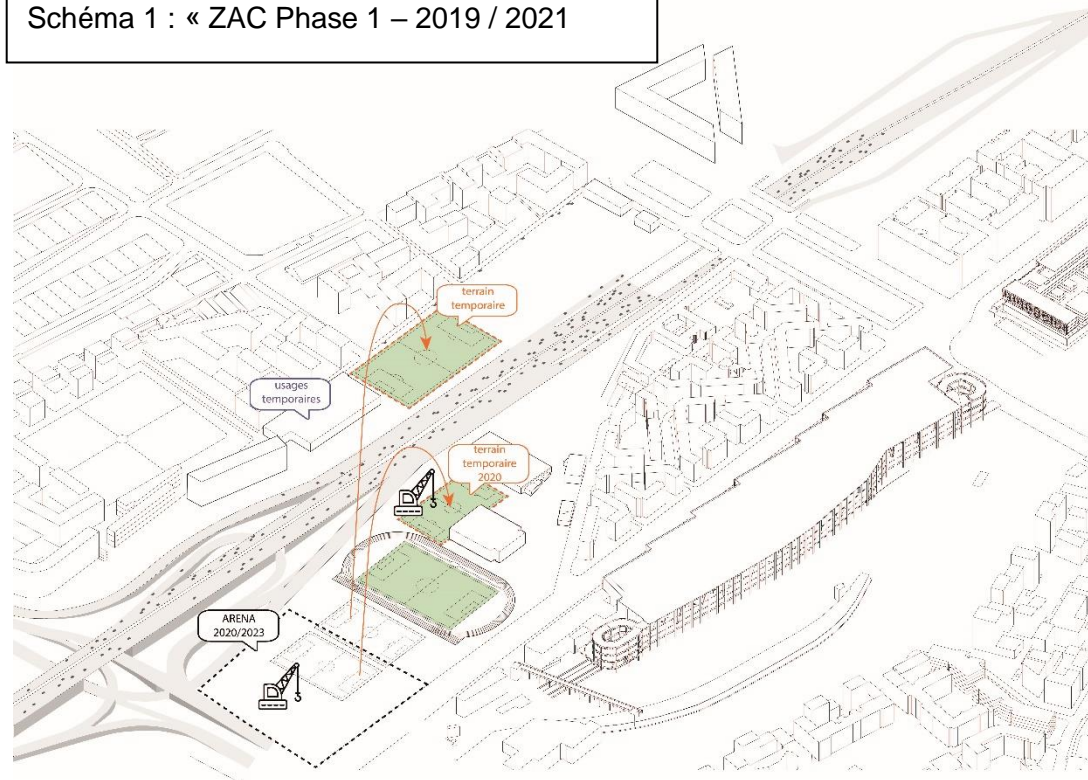 Schéma 1 : « ZAC Phase 1 – 2019 / 2021
terrain
temporaire
usages
temporaires
terrain
temporaire
2020
ARENA
2020/2023